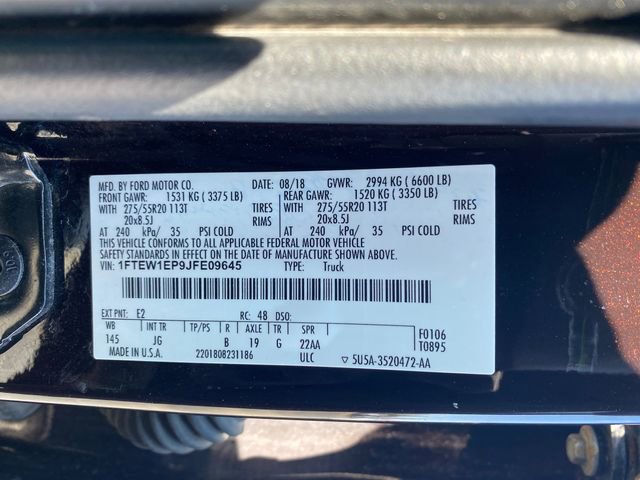 MFD. BY FORD MOTOR CO. DATE: 08/18 GVWR: 2994 KG ( 6600 LB)
FRONT GAWR: 1531 KG ( 3375 LB) REAR GAWR: 1520 KG ( 3350 LB)
WITH 275/55R20 113T TIRES WITH 275/55R20 113T TIRES
20x8.5J RIMS 20x8.5J RIMS
AT 240 kPa/ 35 PSI COLD AT 240 kPa/ 35 PSI COLD
THIS VEHICLE CONFORMS TO ALL APPLICABLE FEDERAL MOTOR VEHICLE
SAFETY STANDARDS IN EFFECT ON THE DATE OF MANUFACTURE SHOWN ABOVE.
VIN: 1FTEW1EP9JFE09645 TYPE: Truck
EXT PNT: E2 RC: 48 DSO:
WB INT TR TP/PS R AXLE TR SPR F0106
145 JG B 19 G 22AA T0895
MADE IN U.S.A. 2201808231186 ULC ▽ 5U5A-3520472-AA